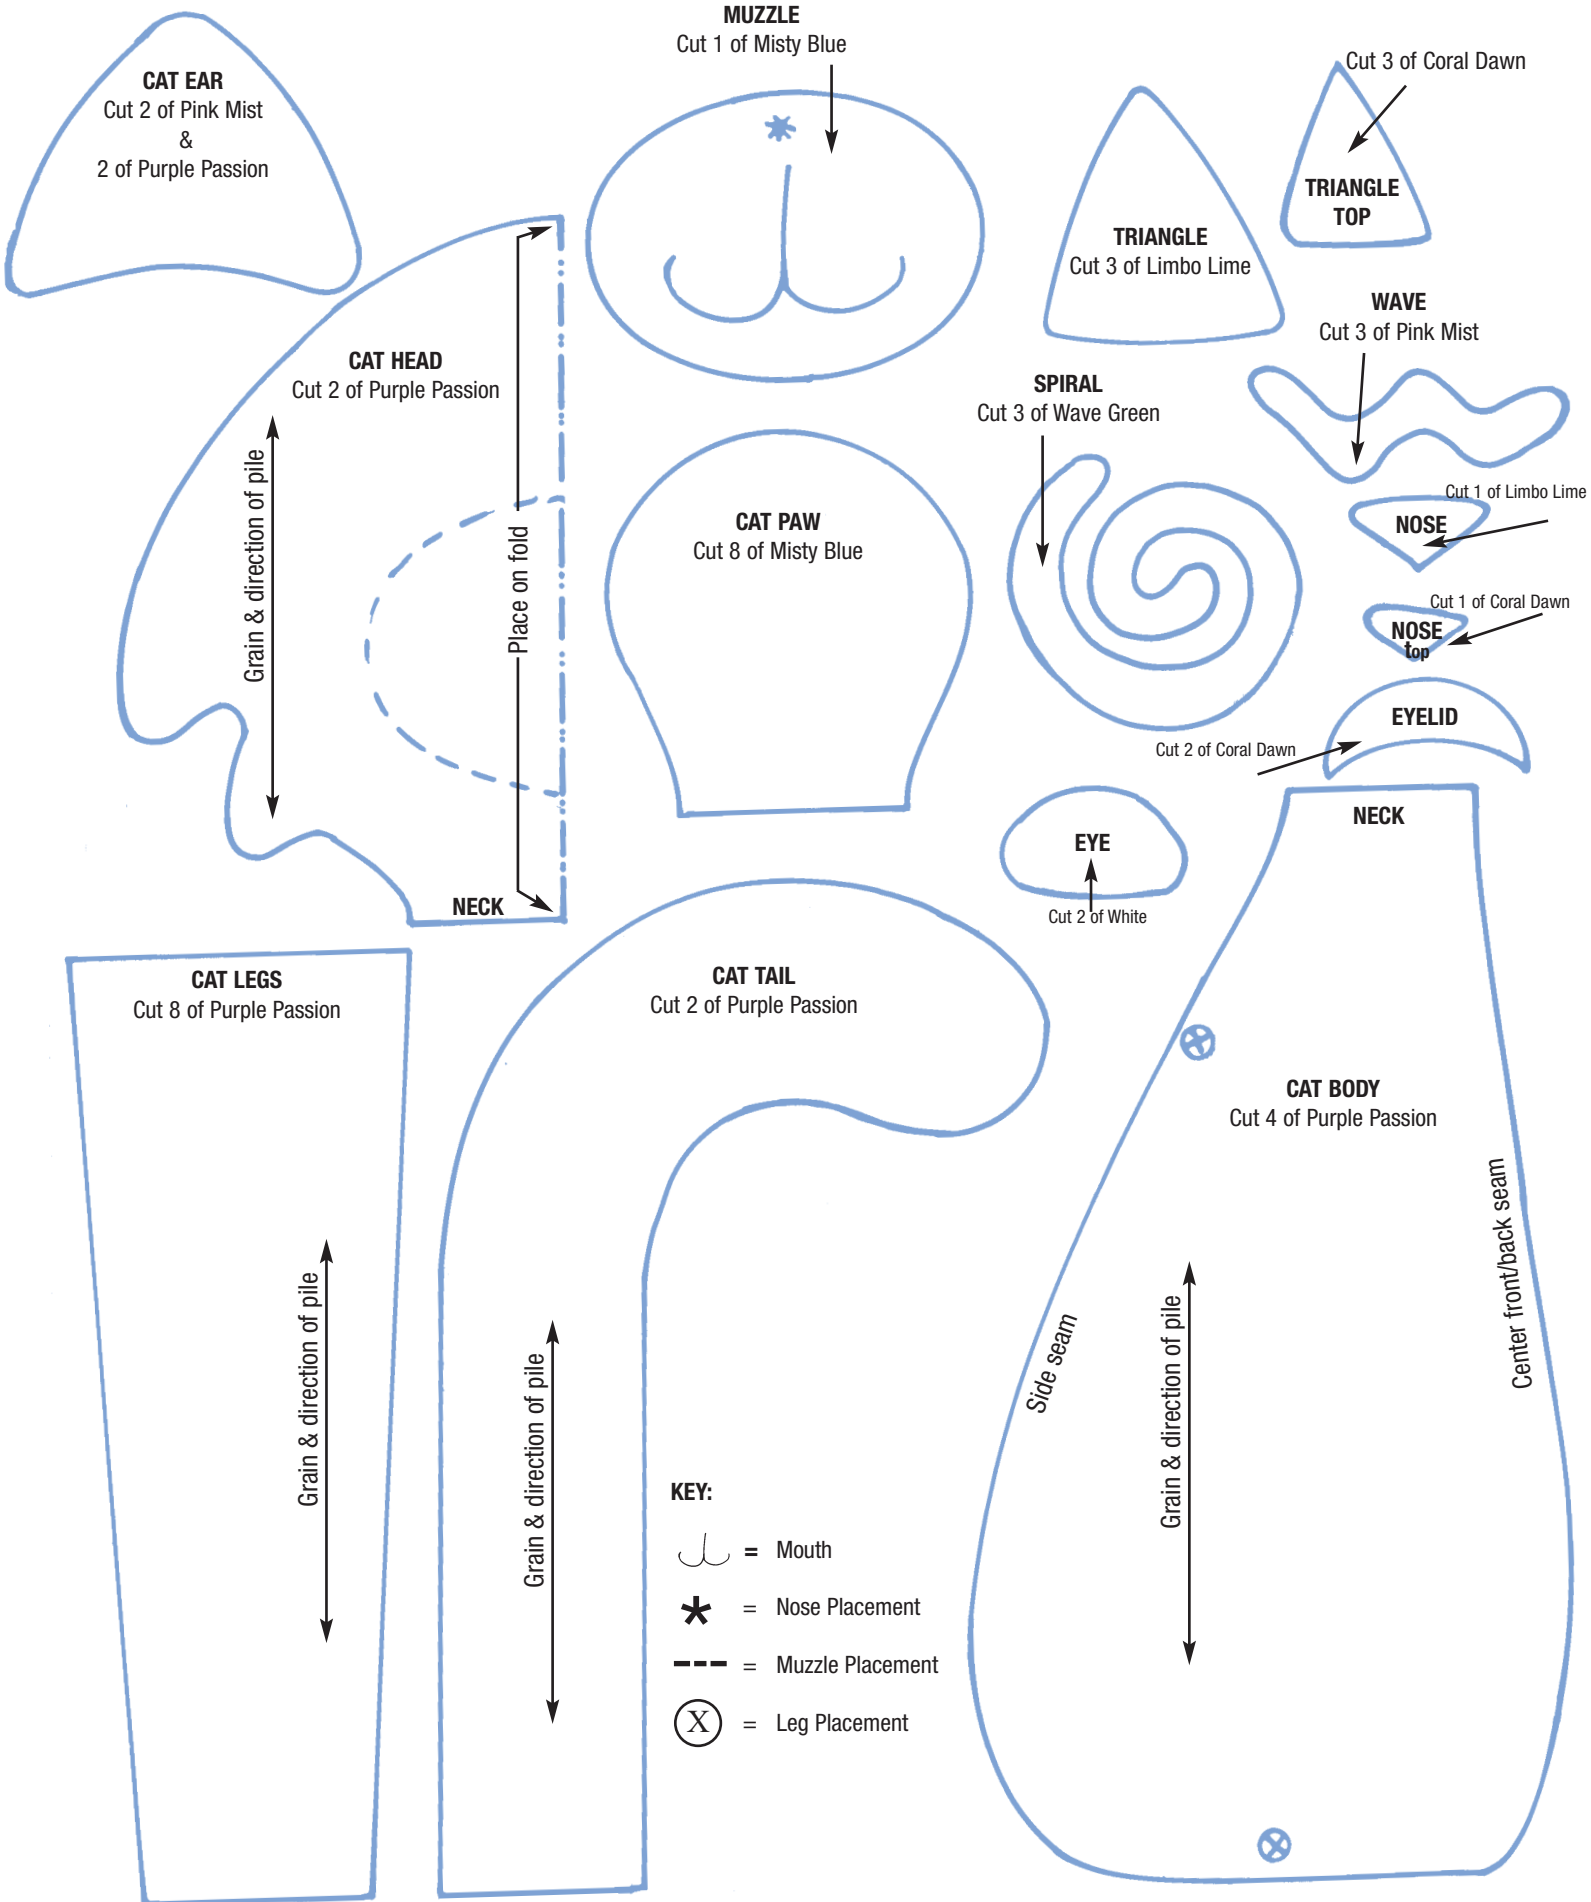 MUZZLE
Cut 1 of Misty Blue
CAT EAR
Cut 2 of Pink Mist
&
2 of Purple Passion
Cut 3 of Coral Dawn
TRIANGLE
TOP
TRIANGLE
Cut 3 of Limbo Lime
WAVE
Cut 3 of Pink Mist
CAT HEAD
Cut 2 of Purple Passion
Grain & direction of pile
Place on fold
NECK
SPIRAL
Cut 3 of Wave Green
CAT PAW
Cut 8 of Misty Blue
Cut 1 of Limbo Lime
NOSE
Cut 1 of Coral Dawn
NOSE
top
EYELID
Cut 2 of Coral Dawn
EYE
Cut 2 of White
NECK
CAT LEGS
Cut 8 of Purple Passion
Grain & direction of pile
CAT TAIL
Cut 2 of Purple Passion
Grain & direction of pile
CAT BODY
Cut 4 of Purple Passion
Side seam
Grain & direction of pile
Center front/back seam
KEY:
= Mouth
* = Nose Placement
--- = Muzzle Placement
X = Leg Placement